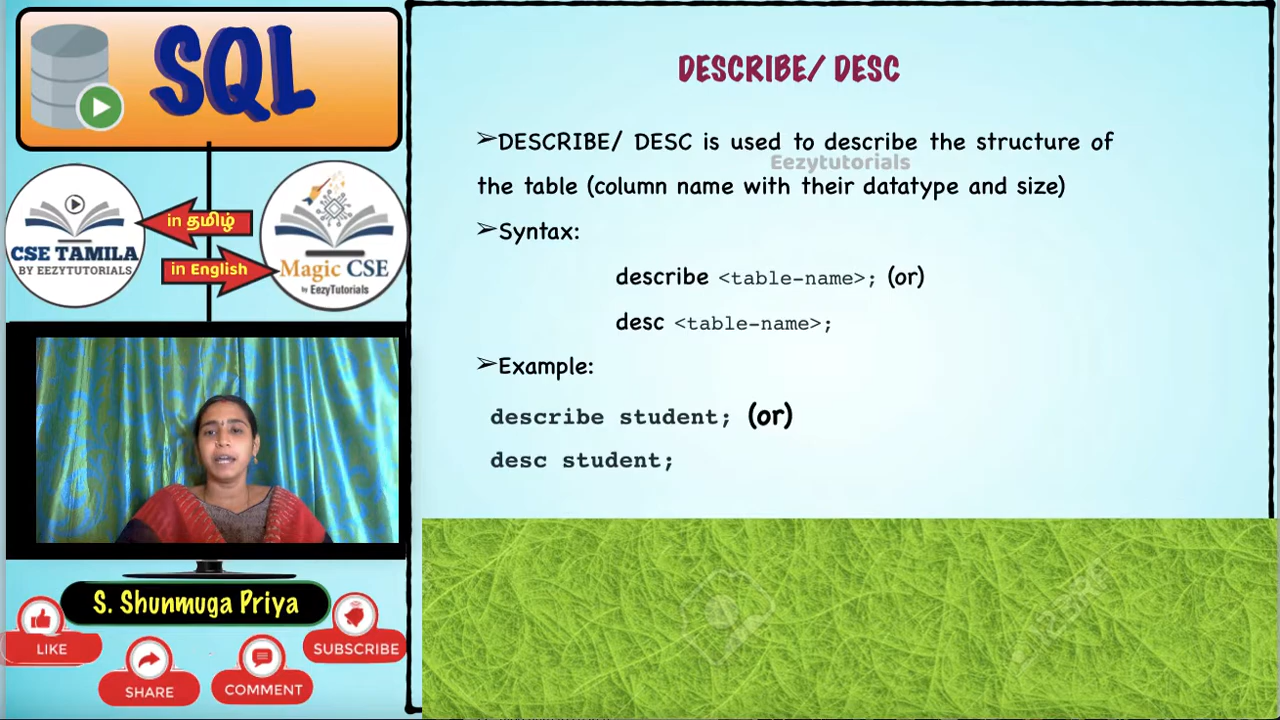 SQL
CSE TAMILA
BY EEZYTUTORIALS
in தமிழ்
in English
Magic CSE
by EezyTutorials
S. Shunmuga Priya
LIKE
SHARE
COMMENT
SUBSCRIBE
DESCRIBE/ DESC
➢DESCRIBE/ DESC is used to describe the structure of
Eezytutorials
the table (column name with their datatype and size)
➢Syntax:
describe <table-name>; (or)
desc <table-name>;
➢Example:
describe student; (or)
desc student;